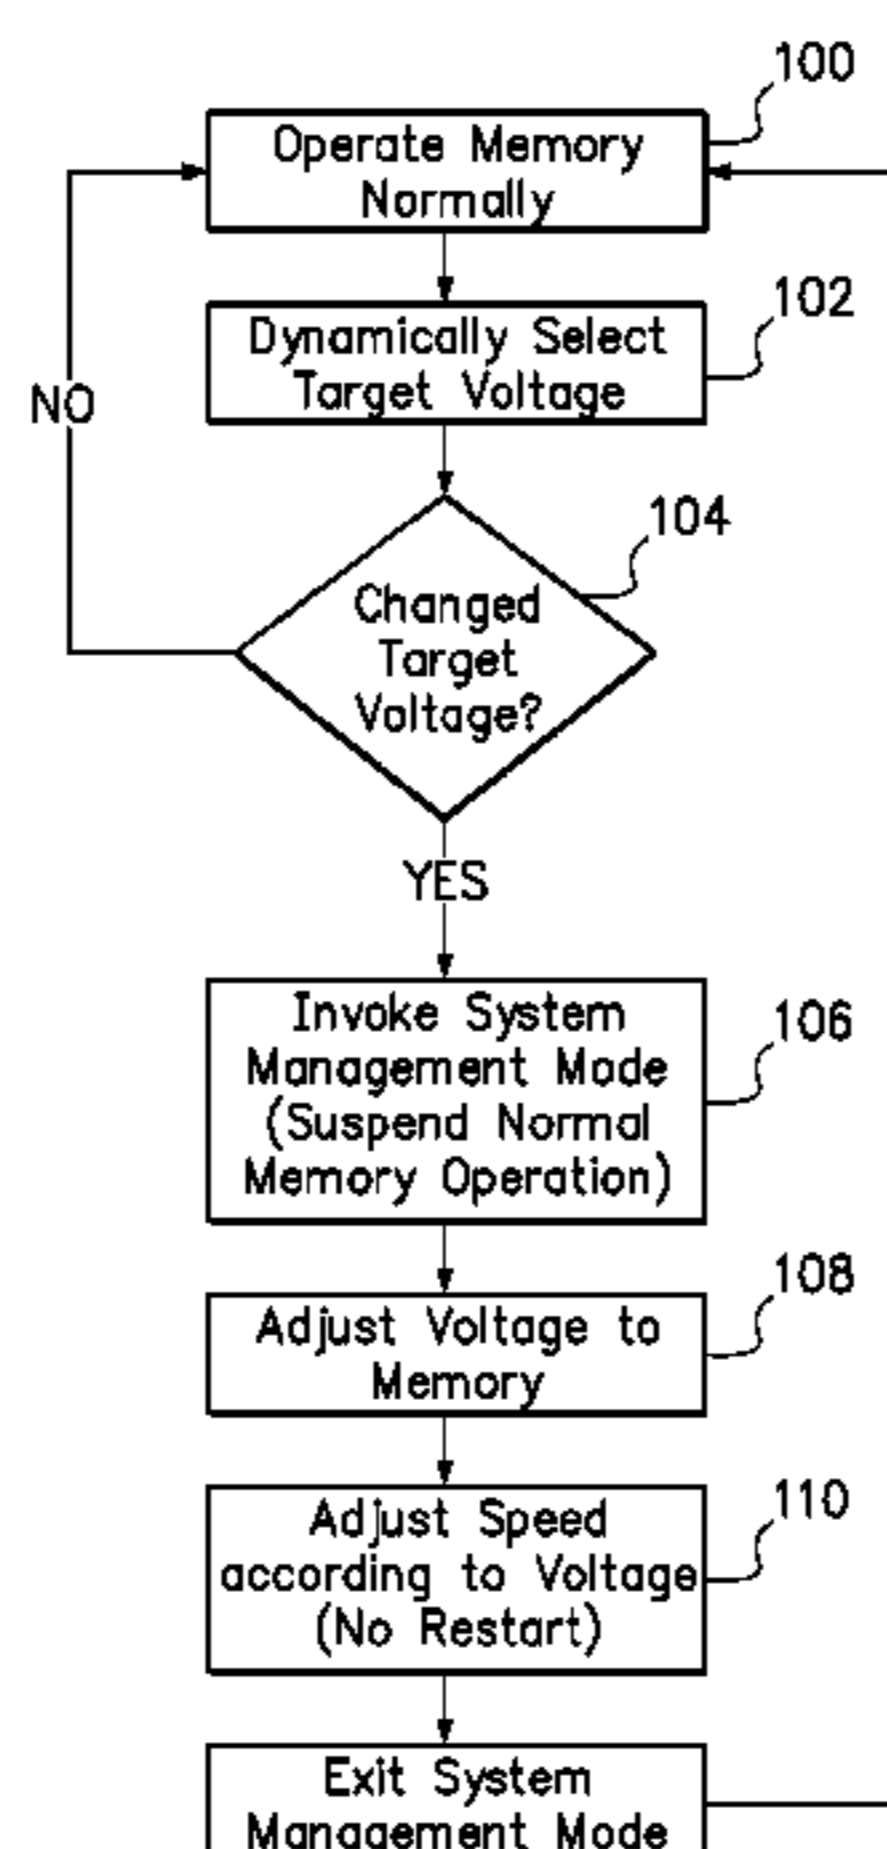 100
Operate Memory
Normally
102
Dynamically Select
Target Voltage
NO
104
Changed
Target
Voltage?
YES
106
Invoke System
Management Mode
(Suspend Normal
Memory Operation)
108
Adjust Voltage to
Memory
110
Adjust Speed
according to Voltage
(No Restart)
Exit System
Management Mode